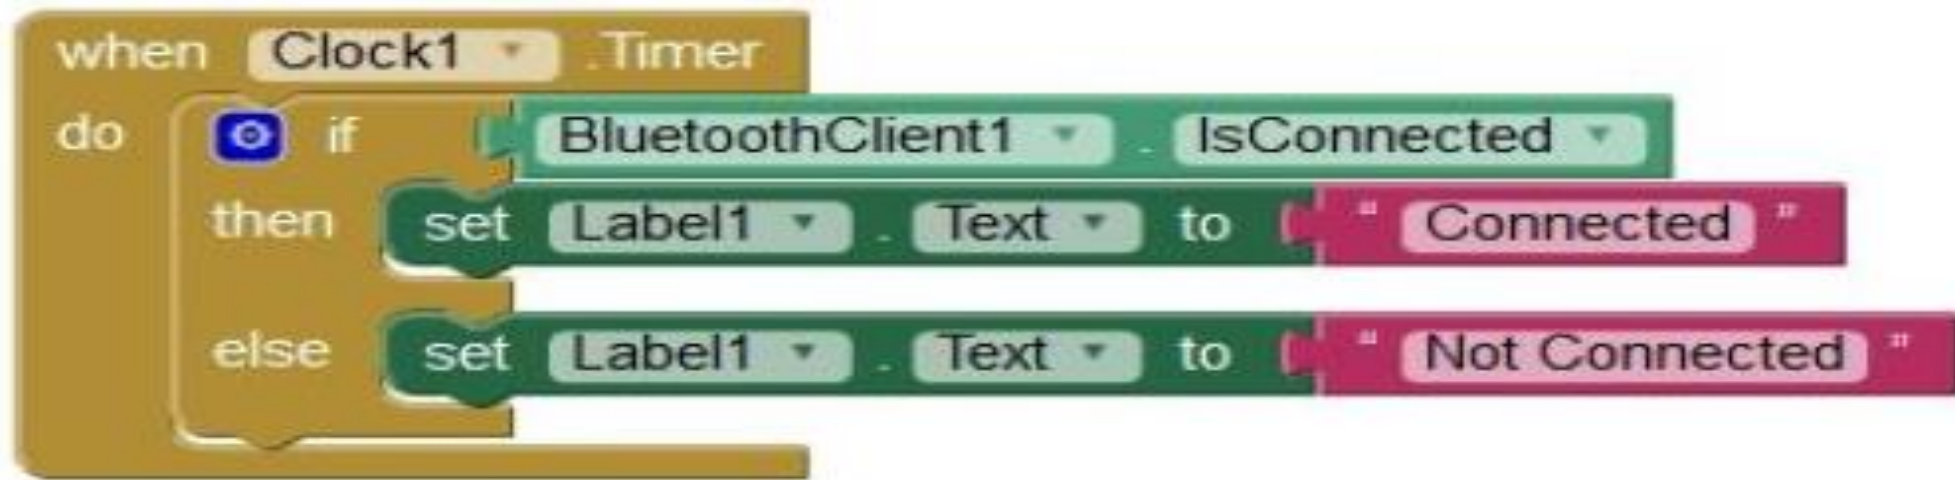 when Clock1 .Timer
do if BluetoothClient1 . IsConnected
then set Label1 . Text to " Connected "
else set Label1 . Text to " Not Connected "